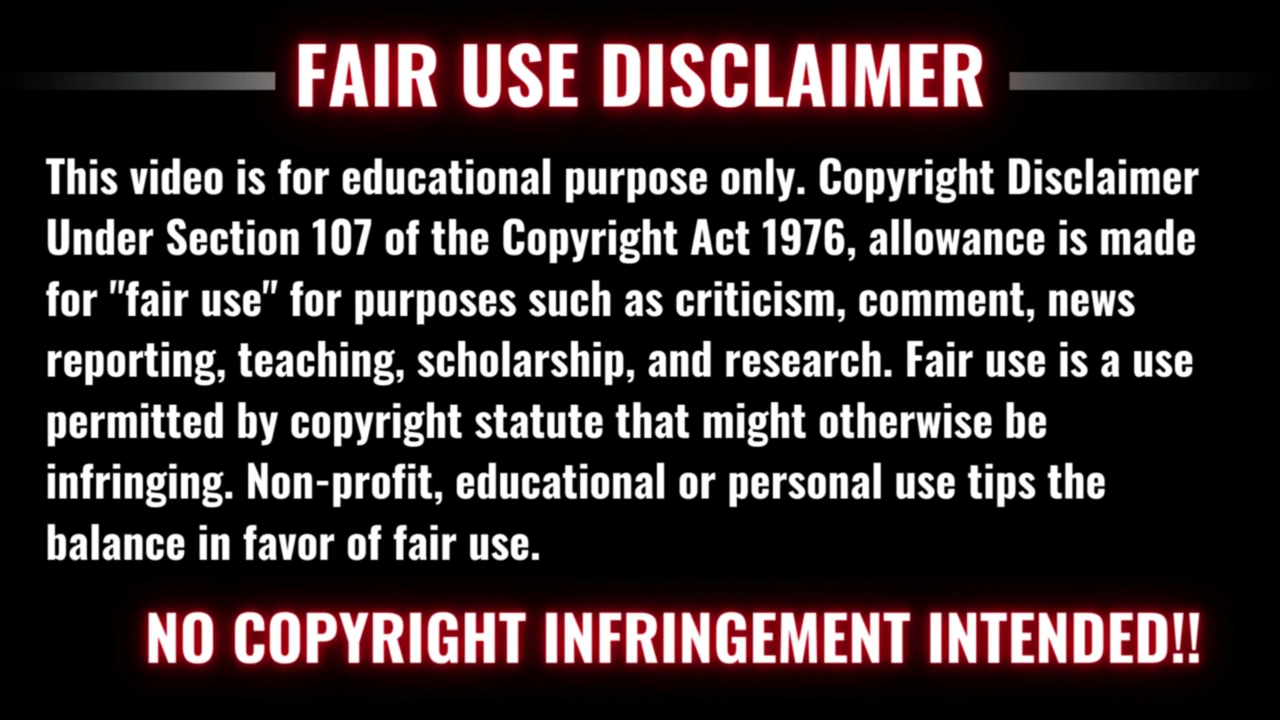 FAIR USE DISCLAIMER
This video is for educational purpose only. Copyright Disclaimer
Under Section 107 of the Copyright Act 1976, allowance is made
for "fair use" for purposes such as criticism, comment, news
reporting, teaching, scholarship, and research. Fair use is a use
permitted by copyright statute that might otherwise be
infringing. Non-profit, educational or personal use tips the
balance in favor of fair use.
NO COPYRIGHT INFRINGEMENT INTENDED!!